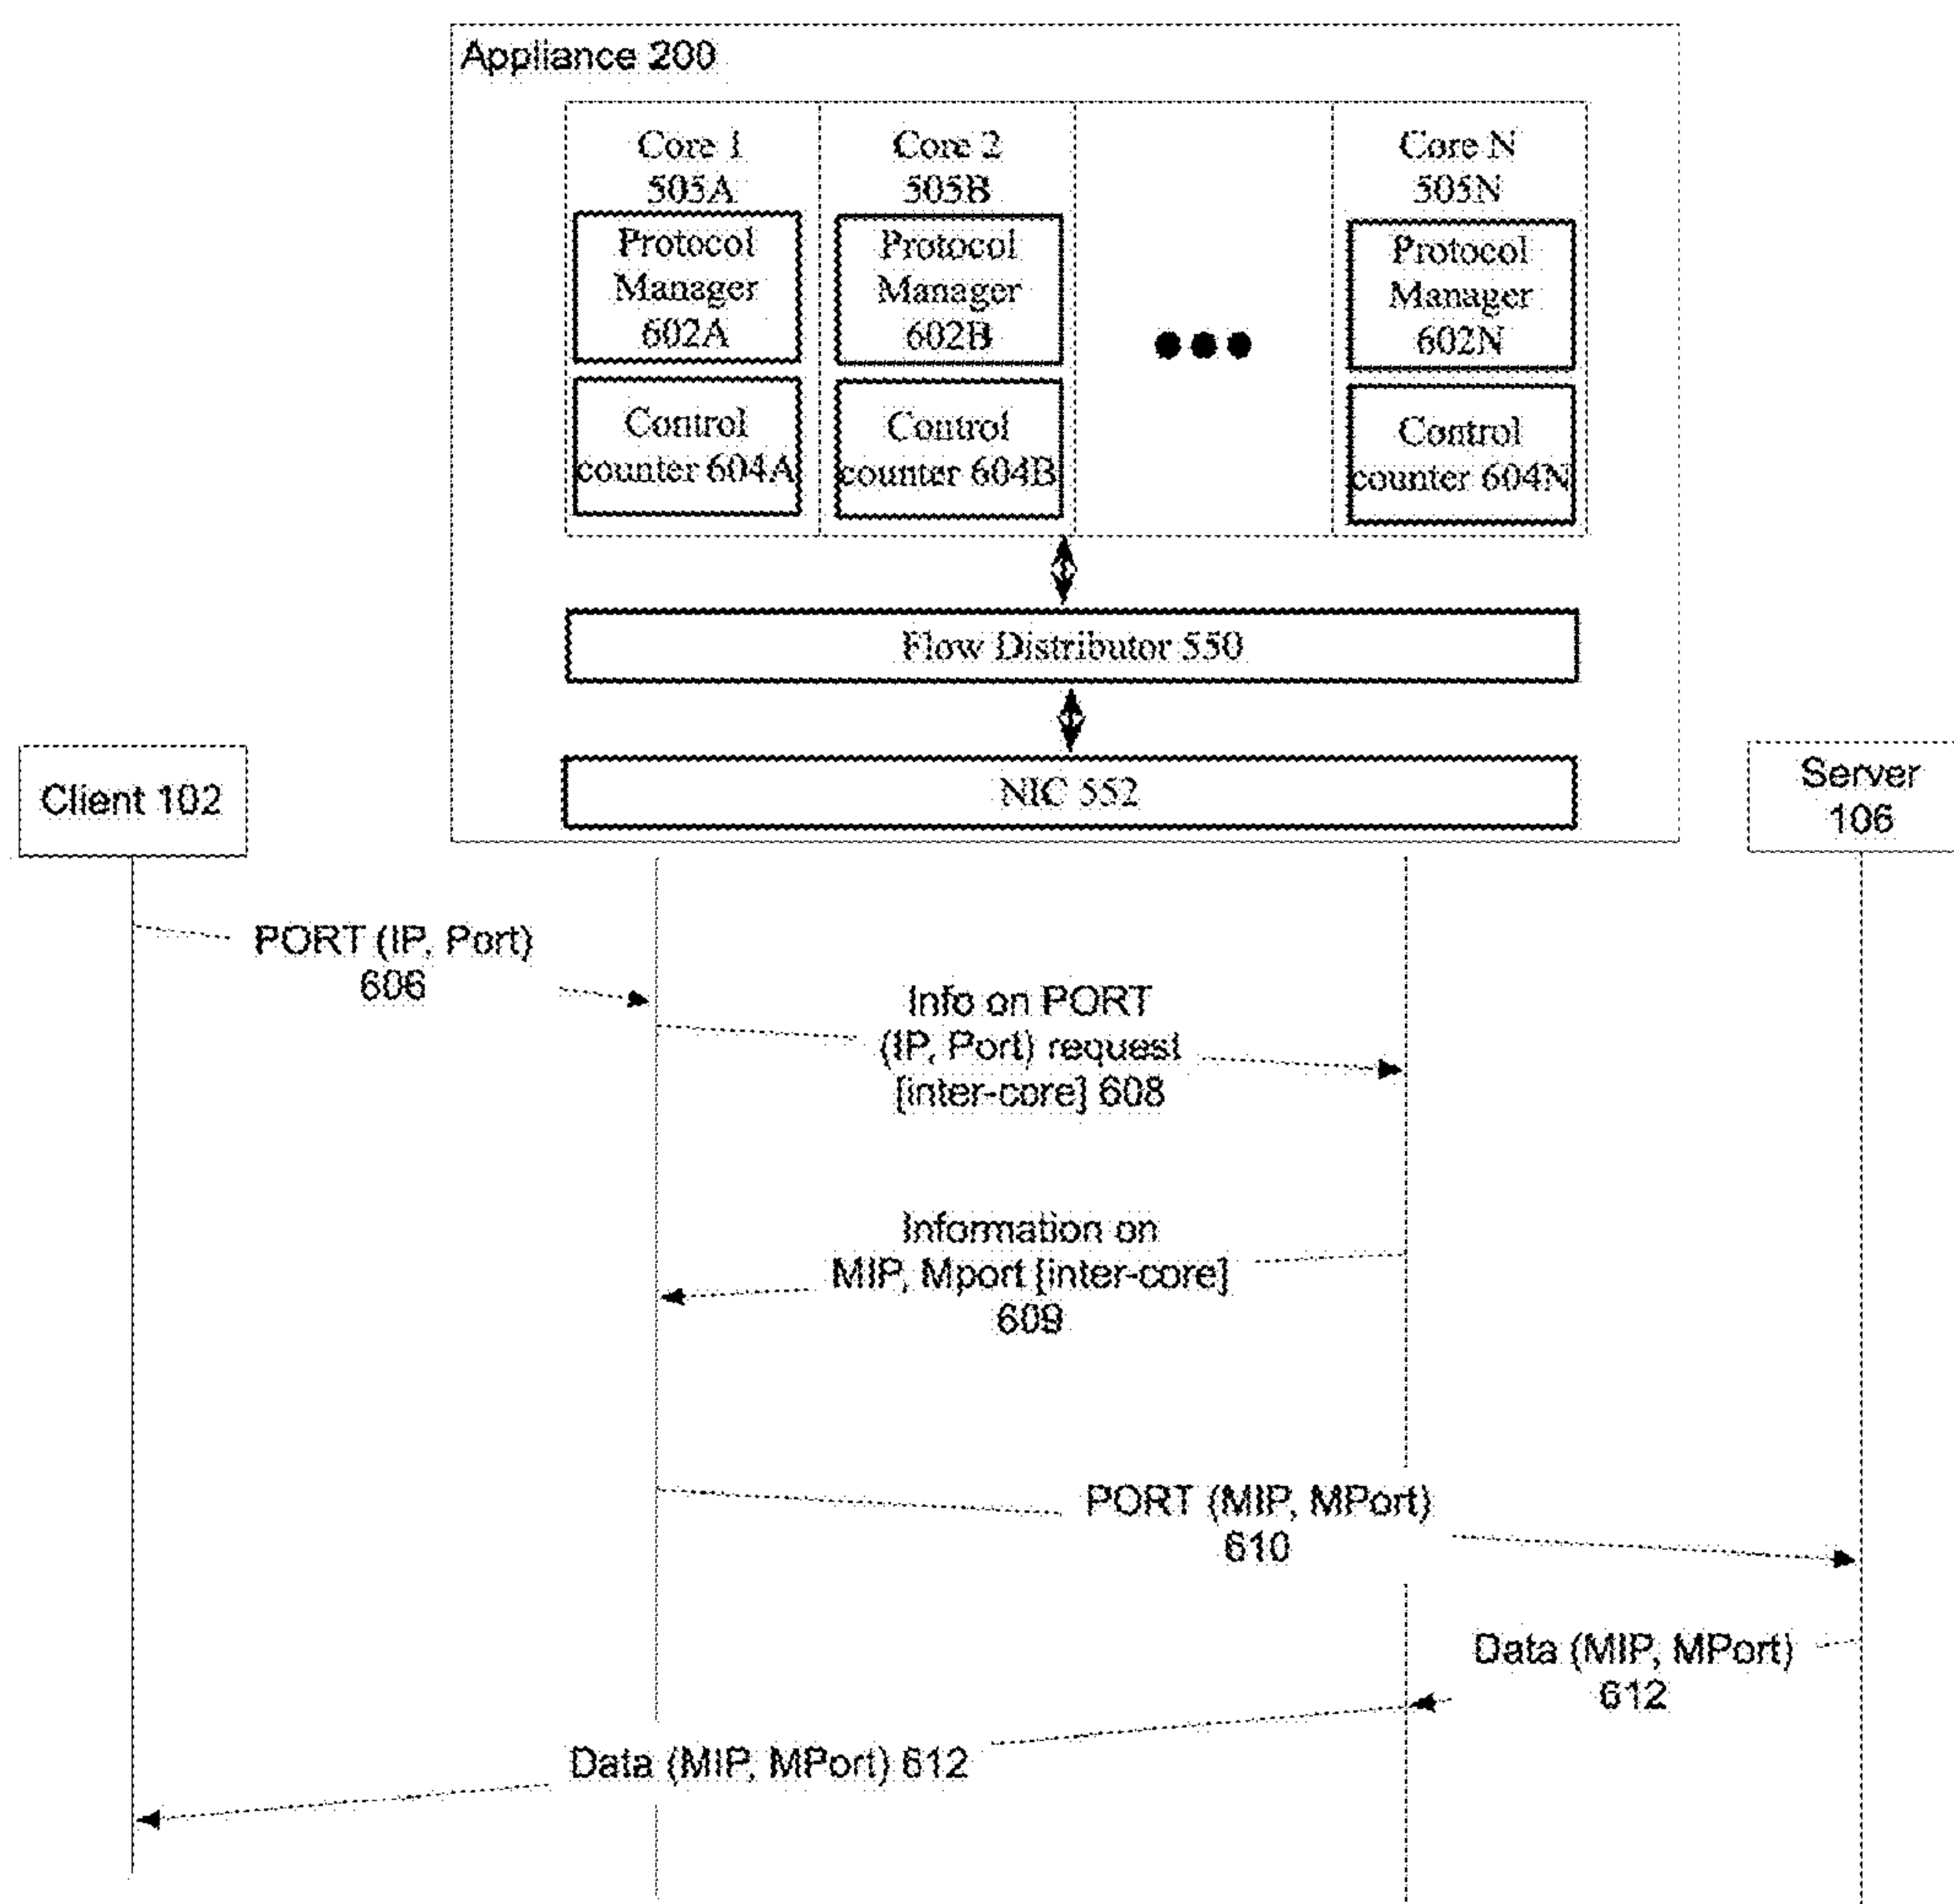 Appliance 200
Core 1
505A
Protocol
Manager
602A
Control
counter 604A
Core 2
505B
Protocol
Manager
602B
Control
counter 604B
Core N
505N
Protocol
Manager
602N
Control
counter 604N
Flow Distributor 550
NIC 552
Client 102
Server
106
PORT (IP, Port)
606
Info on PORT
(IP, Port) request
[inter-core] 608
Information on
MIP, Mport [inter-core]
609
PORT (MIP, MPort)
610
Data (MIP, MPort)
612
Data (MIP, MPort) 612